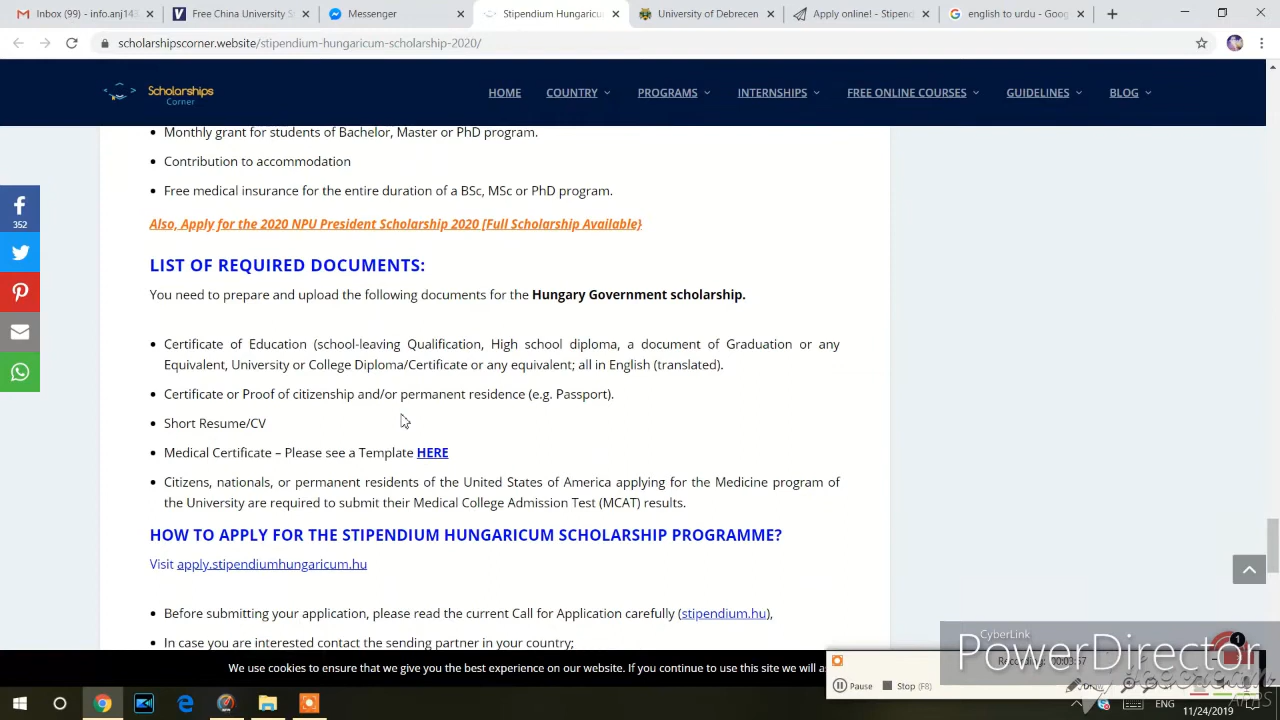 Inbox (99) - info.anj143
Free China University S
Messenger
Stipendium Hungaricu
University of Debrecen
Apply online! - Stipend
english to urdu - Goog
scholarshipscorner.website/stipendium-hungaricum-scholarship-2020/
Scholarships
Corner
HOME
COUNTRY
PROGRAMS
INTERNSHIPS
FREE ONLINE COURSES
GUIDELINES
BLOG
Monthly grant for students of Bachelor, Master or PhD program.
Contribution to accommodation
Free medical insurance for the entire duration of a BSc, MSc or PhD program.
352
Also, Apply for the 2020 NPU President Scholarship 2020 [Full Scholarship Available}
LIST OF REQUIRED DOCUMENTS:
You need to prepare and upload the following documents for the Hungary Government scholarship.
Certificate of Education (school-leaving Qualification, High school diploma, a document of Graduation or any
Equivalent, University or College Diploma/Certificate or any equivalent; all in English (translated).
Certificate or Proof of citizenship and/or permanent residence (e.g. Passport).
Short Resume/CV
Medical Certificate – Please see a Template HERE
Citizens, nationals, or permanent residents of the United States of America applying for the Medicine program of
the University are required to submit their Medical College Admission Test (MCAT) results.
HOW TO APPLY FOR THE STIPENDIUM HUNGARICUM SCHOLARSHIP PROGRAMME?
Visit apply.stipendiumhungaricum.hu
Before submitting your application, please read the current Call for Application carefully (stipendium.hu),
In case you are interested contact the sending partner in your country;
We use cookies to ensure that we give you the best experience on our website. If you continue to use this site we will a
CyberLink
PowerDirector
1
Pause
Stop (F8)
ENG
11/24/2019